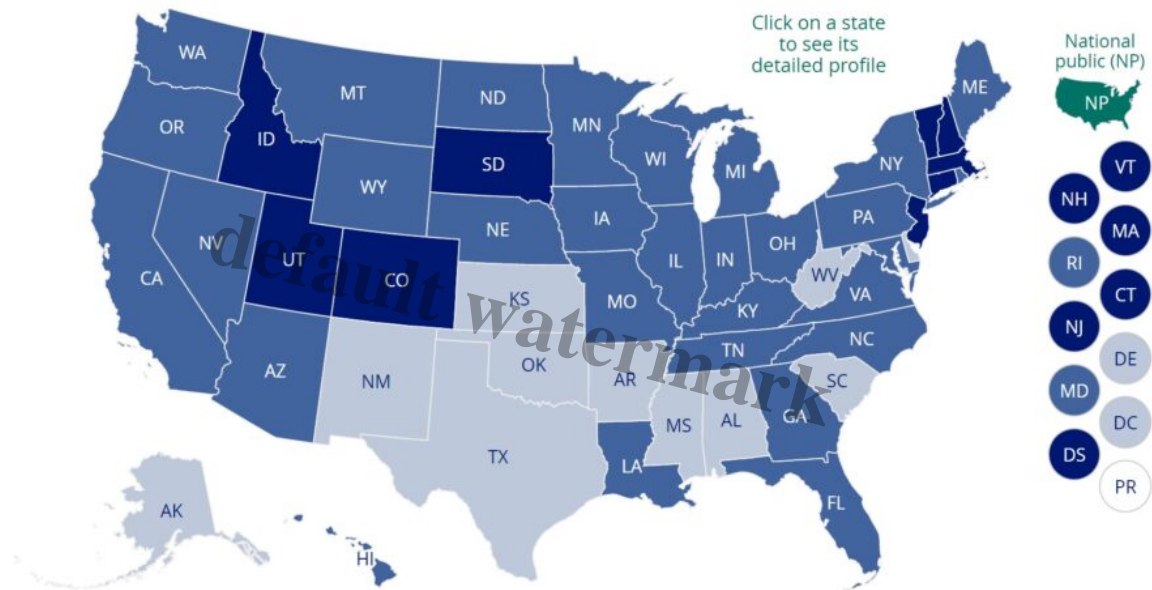 Click on a state
to see its
detailed profile
National
public (NP)
NP
WA
MT
ND
MN
ME
OR
ID
SD
WI
MI
NY
VT
WY
NH
NE
IA
PA
MA
NV
UT
CO
IL
IN
OH
WV
RI
CA
KS
MO
KY
VA
CT
NJ
AZ
NM
OK
AR
TN
NC
SC
DE
MD
TX
MS
AL
GA
DC
LA
DS
AK
HI
FL
PR
default watermark